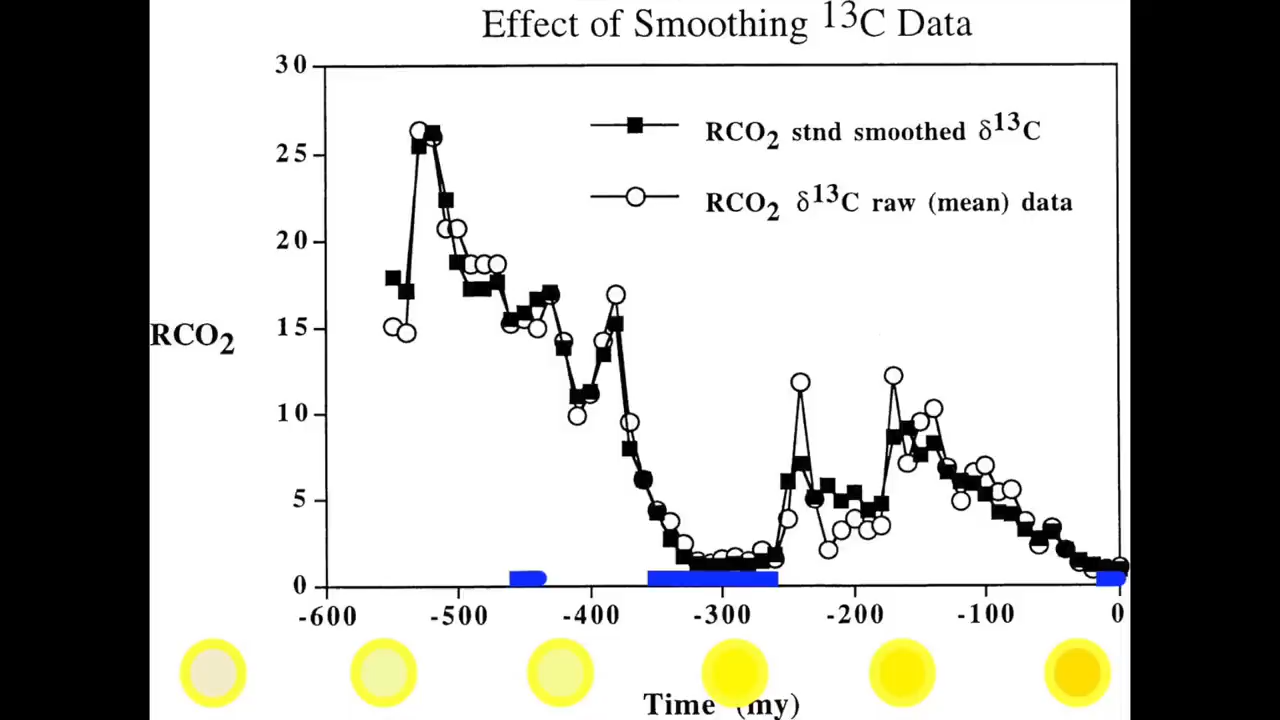 Effect of Smoothing ¹³C Data
30
RCO₂ stnd smoothed δ¹³C
25
RCO₂ δ¹³C raw (mean) data
20
15
RCO₂
10
5
0
-600 -500 -400 -300 -200 -100 0
Time (my)